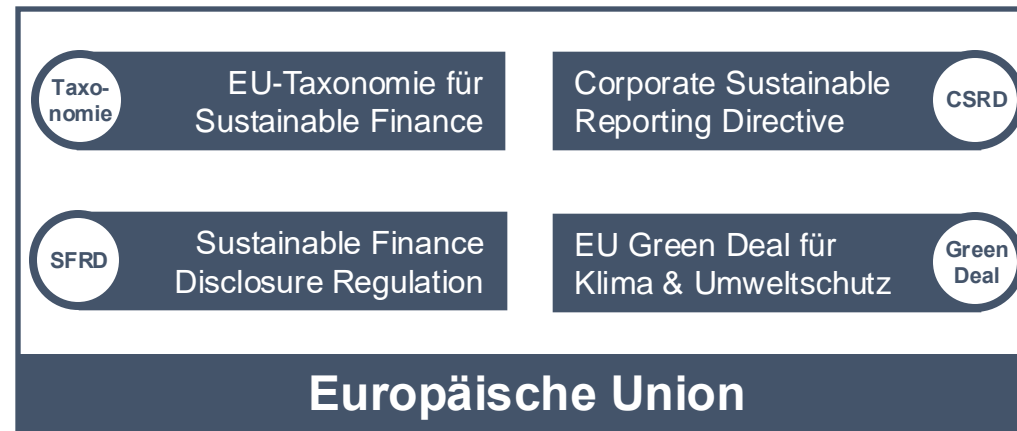 Taxo-
nomie
EU-Taxonomie für
Sustainable Finance
Corporate Sustainable
Reporting Directive
CSRD
SFRD
Sustainable Finance
Disclosure Regulation
EU Green Deal für
Klima & Umweltschutz
Green
Deal
Europäische Union